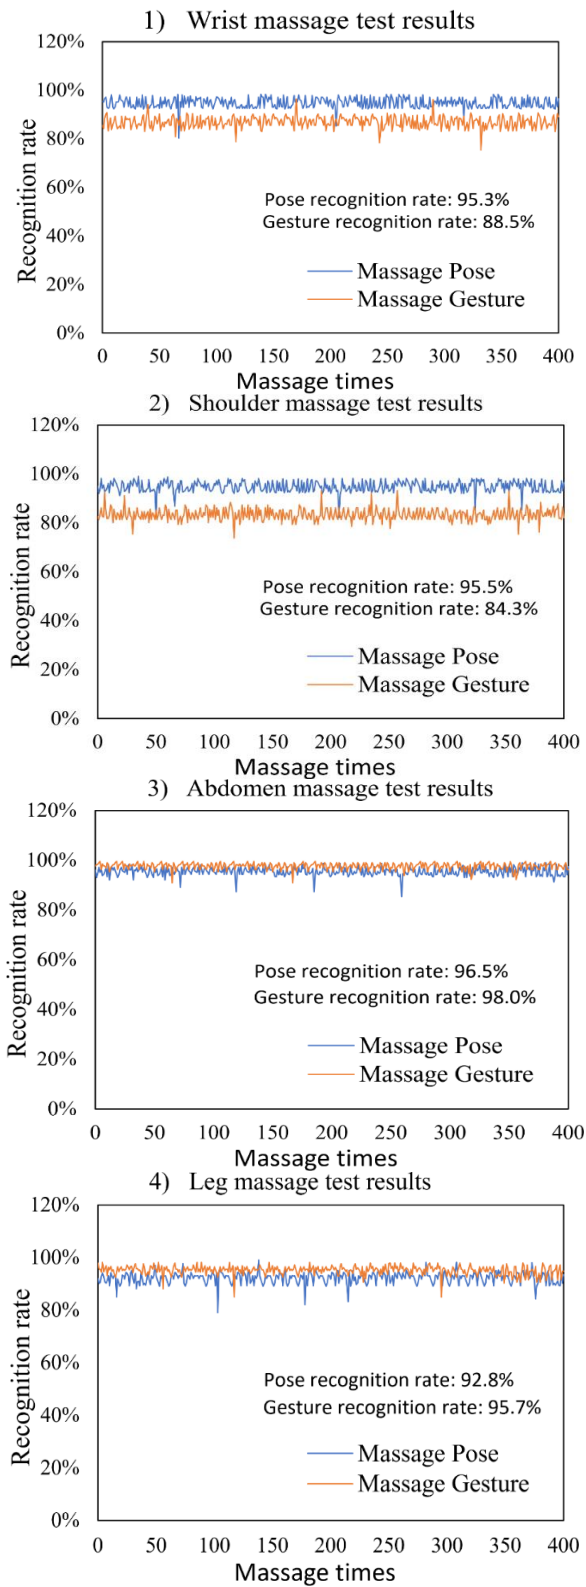 1) Wrist massage test results
120%
100%
80%
60%
40%
20%
0%
Recognition rate
Pose recognition rate: 95.3%
Gesture recognition rate: 88.5%
Massage Pose
Massage Gesture
0 50 100 150 200 250 300 350 400
Massage times
2) Shoulder massage test results
120%
100%
80%
60%
40%
20%
0%
Recognition rate
Pose recognition rate: 95.5%
Gesture recognition rate: 84.3%
Massage Pose
Massage Gesture
0 50 100 150 200 250 300 350 400
Massage times
3) Abdomen massage test results
120%
100%
80%
60%
40%
20%
0%
Recognition rate
Pose recognition rate: 96.5%
Gesture recognition rate: 98.0%
Massage Pose
Massage Gesture
0 50 100 150 200 250 300 350 400
Massage times
4) Leg massage test results
120%
100%
80%
60%
40%
20%
0%
Recognition rate
Pose recognition rate: 92.8%
Gesture recognition rate: 95.7%
Massage Pose
Massage Gesture
0 50 100 150 200 250 300 350 400
Massage times